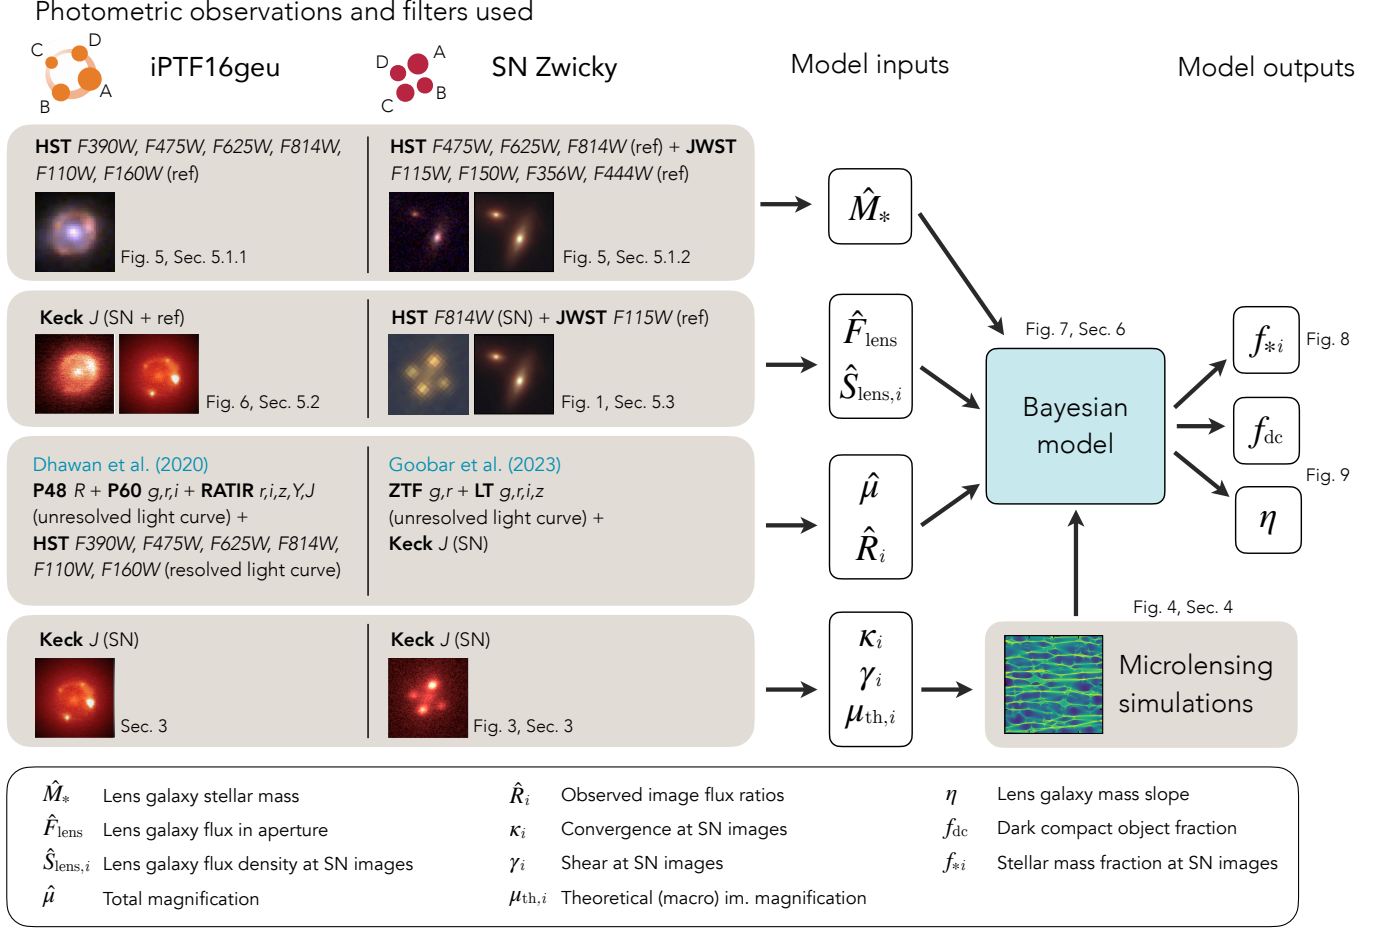 Photometric observations and filters used
C
D
B
A
iPTF16geu
D
A
C
B
SN Zwicky
Model inputs
Model outputs
HST F390W, F475W, F625W, F814W,
F110W, F160W (ref)
Fig. 5, Sec. 5.1.1
HST F475W, F625W, F814W (ref) + JWST
F115W, F150W, F356W, F444W (ref)
Fig. 5, Sec. 5.1.2
M̂*
Keck J (SN + ref)
Fig. 6, Sec. 5.2
HST F814W (SN) + JWST F115W (ref)
Fig. 1, Sec. 5.3
F̂lens
Ŝlens,i
Fig. 7, Sec. 6
Bayesian
model
f*i
Fig. 8
fdc
Fig. 9
η
Dhawan et al. (2020)
P48 R + P60 g,r,i + RATIR r,i,z,Y,J
(unresolved light curve) +
HST F390W, F475W, F625W, F814W,
F110W, F160W (resolved light curve)
Goobar et al. (2023)
ZTF g,r + LT g,r,i,z
(unresolved light curve) +
Keck J (SN)
μ̂
R̂i
Keck J (SN)
Sec. 3
Keck J (SN)
Fig. 3, Sec. 3
κi
γi
μth,i
Fig. 4, Sec. 4
Microlensing
simulations
M̂* Lens galaxy stellar mass
F̂lens Lens galaxy flux in aperture
Ŝlens,i Lens galaxy flux density at SN images
μ̂ Total magnification
R̂i Observed image flux ratios
κi Convergence at SN images
γi Shear at SN images
μth,i Theoretical (macro) im. magnification
η Lens galaxy mass slope
fdc Dark compact object fraction
f*i Stellar mass fraction at SN images